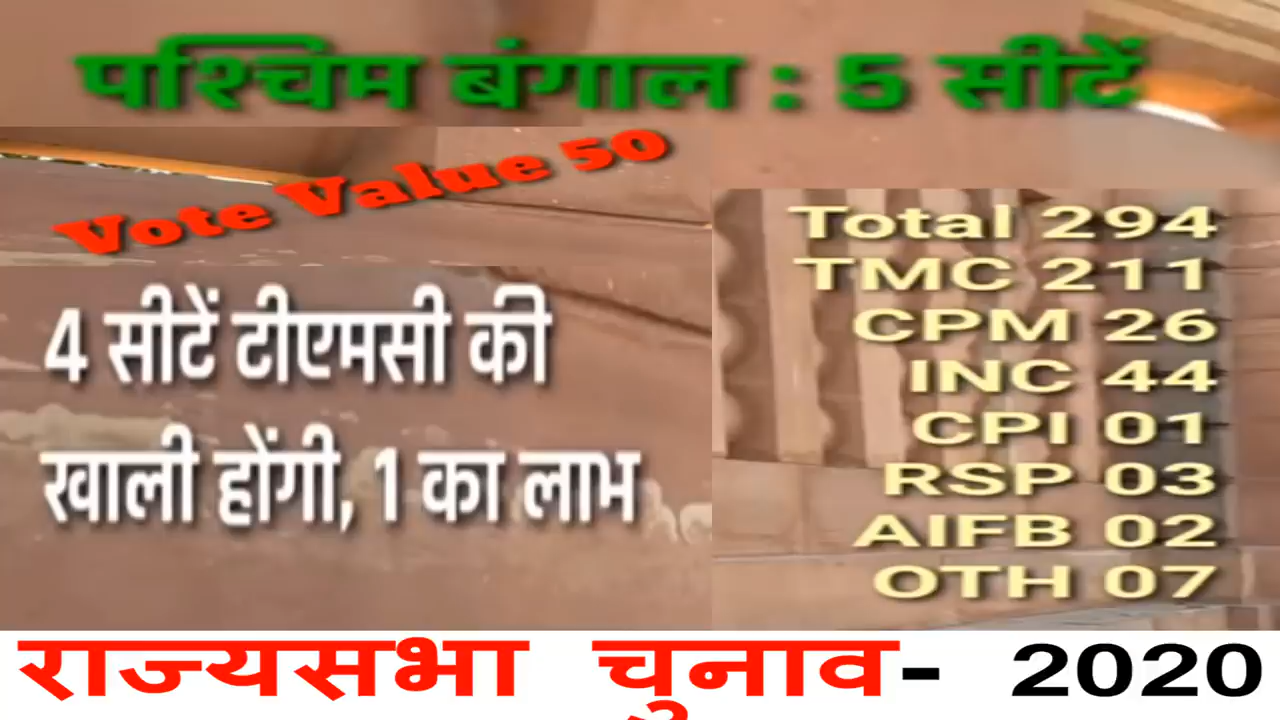 पश्चिम बंगाल : 5 सीटें
Vote Value 50
4 सीटें टीएमसी की
खाली होंगी, 1 का लाभ
Total 294
TMC 211
CPM 26
INC 44
CPI 01
RSP 03
AIFB 02
OTH 07
राज्यसभा चुनाव- 2020